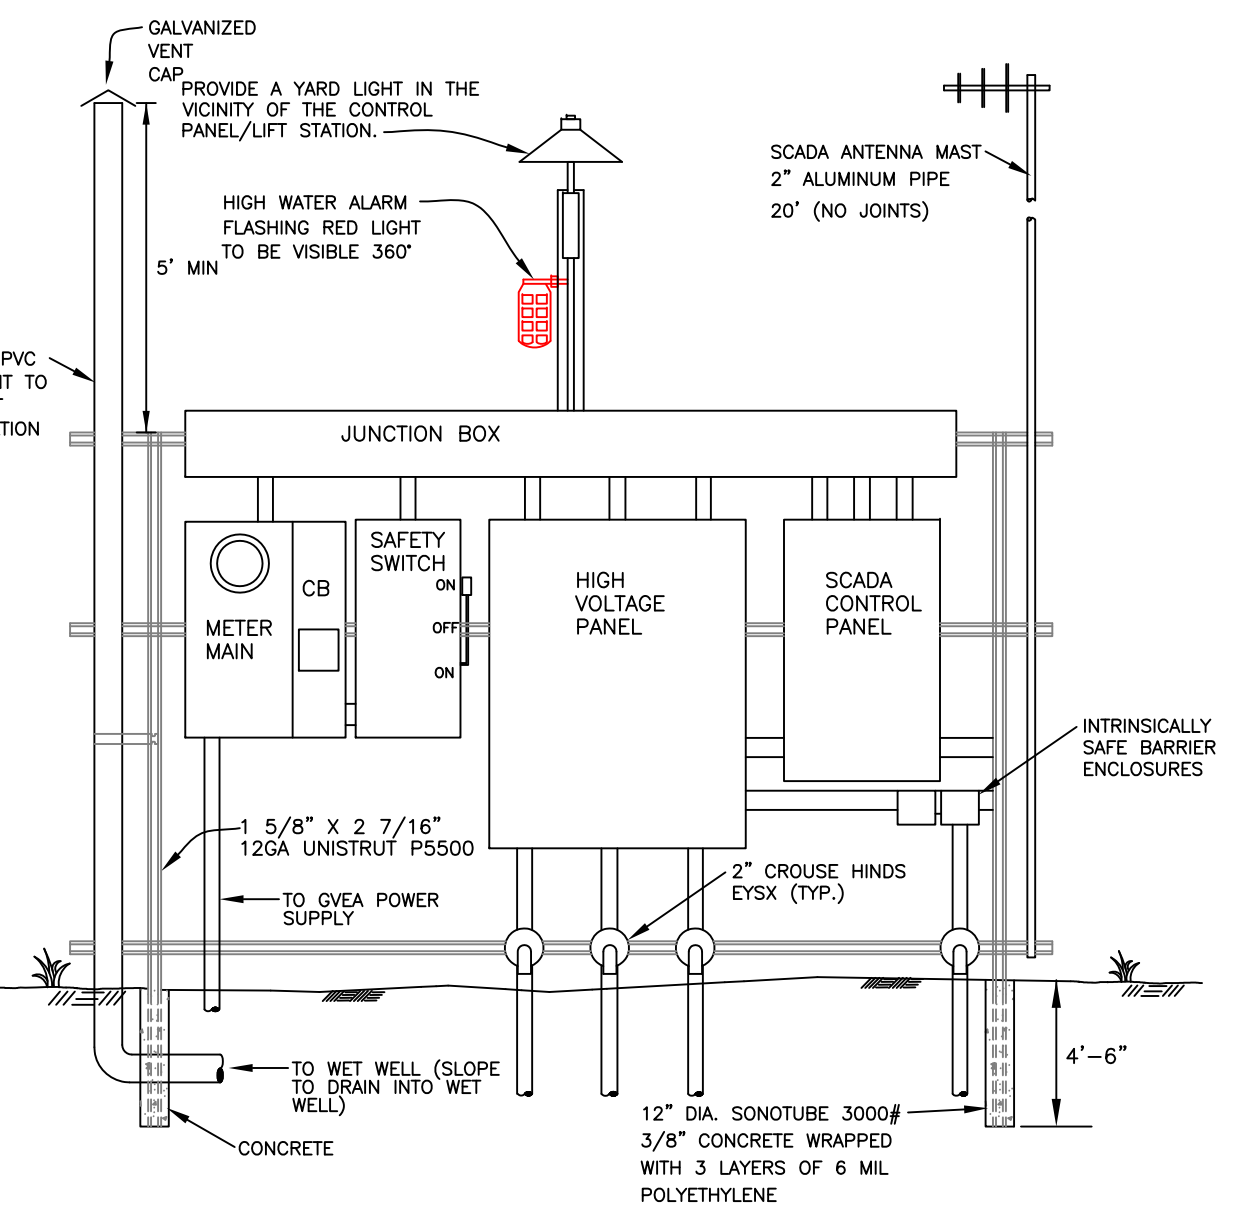 GALVANIZED
VENT
CAP
PROVIDE A YARD LIGHT IN THE
VICINITY OF THE CONTROL
PANEL/LIFT STATION.
SCADA ANTENNA MAST
2" ALUMINUM PIPE
20' (NO JOINTS)
HIGH WATER ALARM
FLASHING RED LIGHT
TO BE VISIBLE 360°
5' MIN
PVC
TO
TION
JUNCTION BOX
SAFETY
SWITCH
ON
OFF
ON
CB
METER
MAIN
HIGH
VOLTAGE
PANEL
SCADA
CONTROL
PANEL
INTRINSICALLY
SAFE BARRIER
ENCLOSURES
1 5/8" X 2 7/16"
12GA UNISTRUT P5500
2" CROUSE HINDS
EYSX (TYP.)
TO GVEA POWER
SUPPLY
TO WET WELL (SLOPE
TO DRAIN INTO WET
WELL)
4'-6"
CONCRETE
12" DIA. SONOTUBE 3000#
3/8" CONCRETE WRAPPED
WITH 3 LAYERS OF 6 MIL
POLYETHYLENE